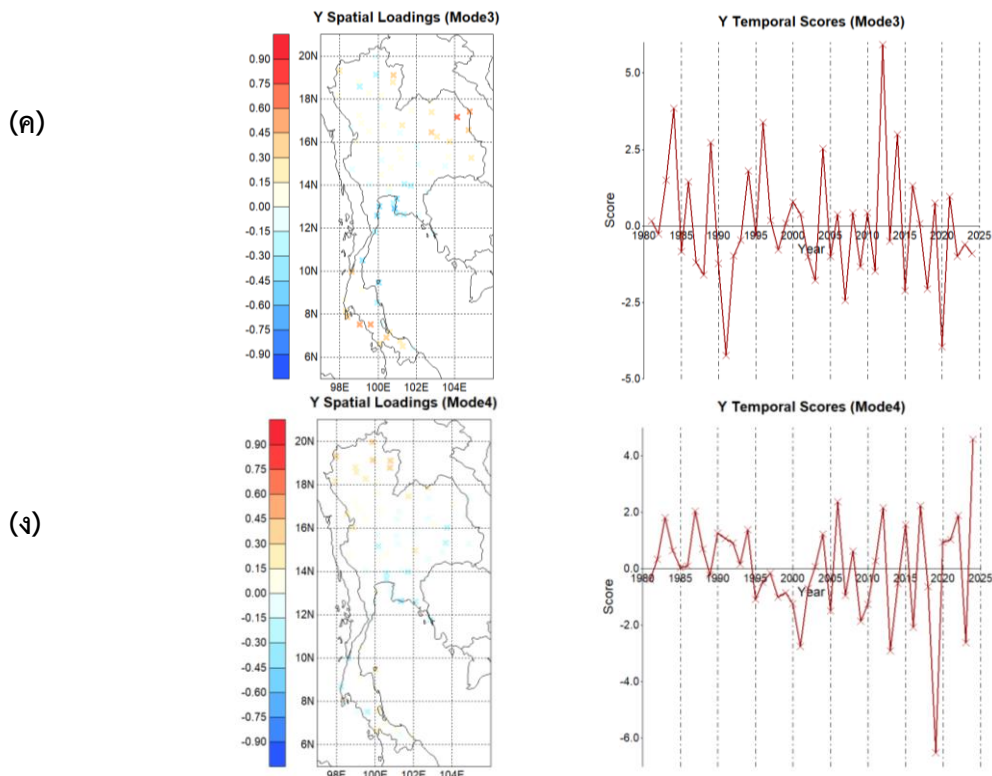 Y Spatial Loadings (Mode3)
Y Temporal Scores (Mode3)
(ค)
20N
18N
16N
14N
12N
10N
8N
6N
98E 100E 102E 104E
0.90
0.75
0.60
0.45
0.30
0.15
0.00
-0.15
-0.30
-0.45
-0.60
-0.75
-0.90
5.0
2.5
0.0
-2.5
-5.0
Score
1980 1985 1990 1995 2000 2005 2010 2015 2020 2025
Year
Y Spatial Loadings (Mode4)
Y Temporal Scores (Mode4)
(ง)
20N
18N
16N
14N
12N
10N
8N
6N
98E 100E 102E 104E
0.90
0.75
0.60
0.45
0.30
0.15
0.00
-0.15
-0.30
-0.45
-0.60
-0.75
-0.90
4.0
2.0
0.0
-2.0
-4.0
-6.0
Score
1980 1985 1990 1995 2000 2005 2010 2015 2020 2025
Year